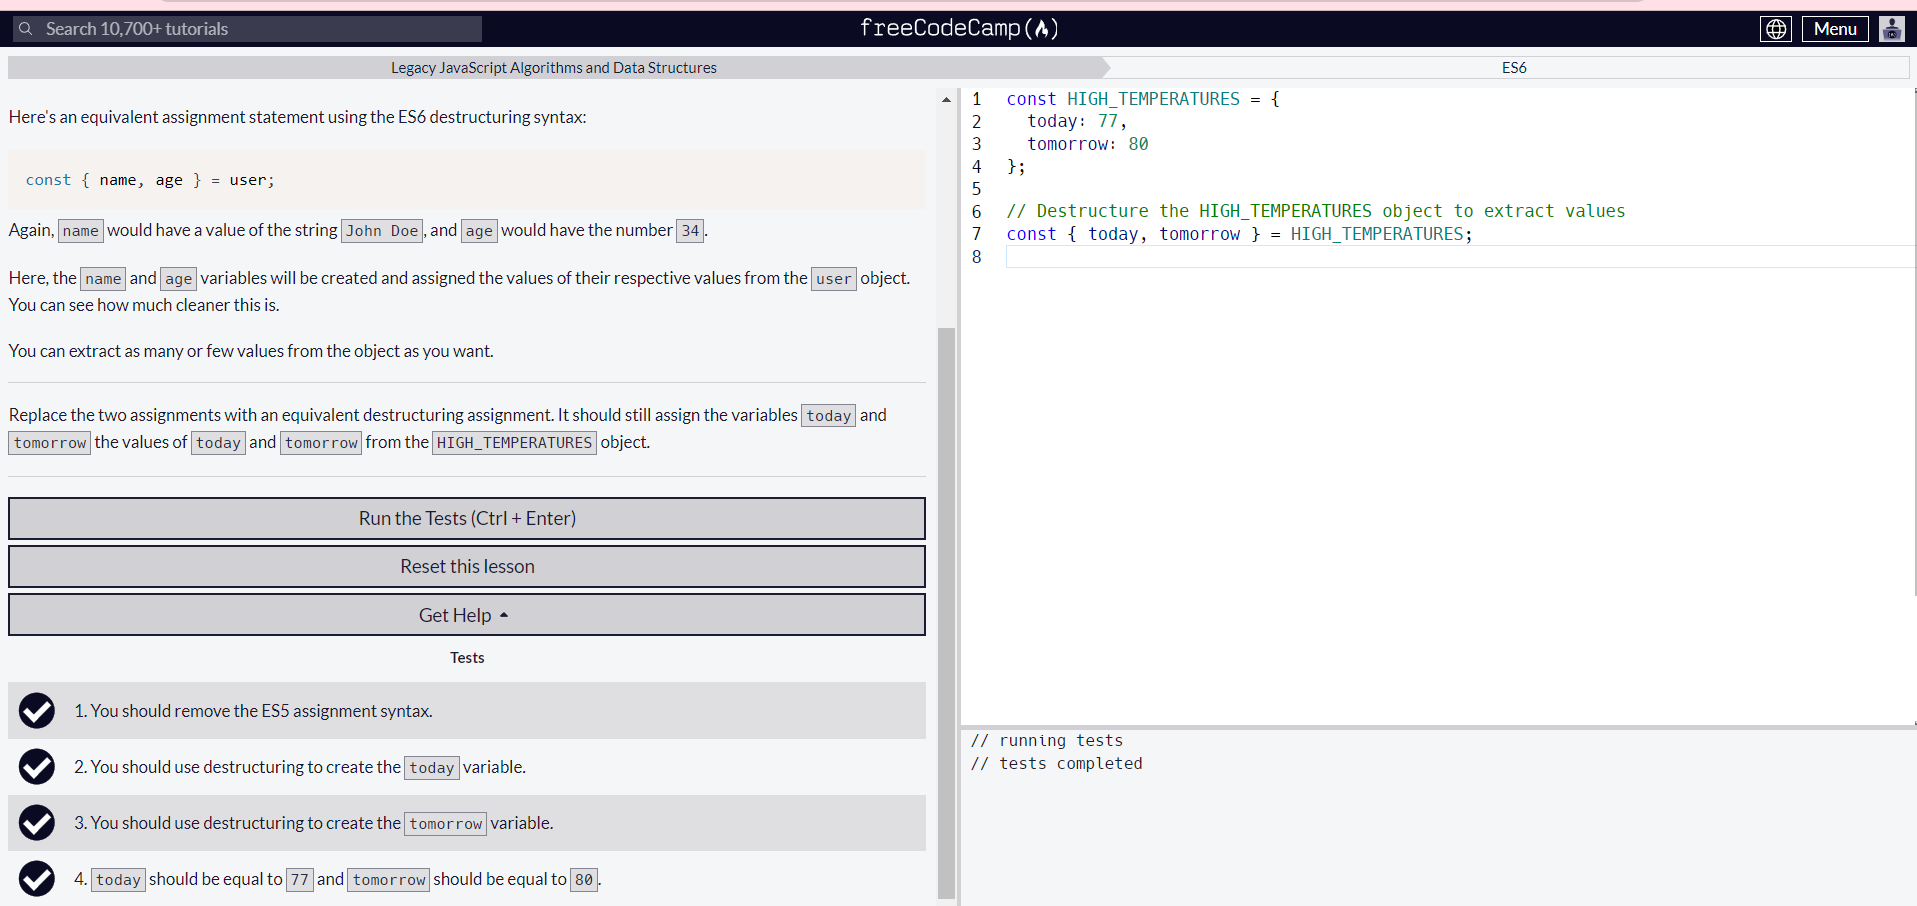 Search 10,700+ tutorials
freeCodeCamp(🔥)
Menu
Legacy JavaScript Algorithms and Data Structures
ES6
Here's an equivalent assignment statement using the ES6 destructuring syntax:
const { name, age } = user;
Again, name would have a value of the string John Doe, and age would have the number 34.
Here, the name and age variables will be created and assigned the values of their respective values from the user object.
You can see how much cleaner this is.
You can extract as many or few values from the object as you want.
Replace the two assignments with an equivalent destructuring assignment. It should still assign the variables today and
tomorrow the values of today and tomorrow from the HIGH_TEMPERATURES object.
Run the Tests (Ctrl + Enter)
Reset this lesson
Get Help
Tests
1. You should remove the ES5 assignment syntax.
2. You should use destructuring to create the today variable.
3. You should use destructuring to create the tomorrow variable.
4. today should be equal to 77 and tomorrow should be equal to 80.
1 const HIGH_TEMPERATURES = {
2 today: 77,
3 tomorrow: 80
4 };
5
6 // Destructure the HIGH_TEMPERATURES object to extract values
7 const { today, tomorrow } = HIGH_TEMPERATURES;
8
// running tests
// tests completed